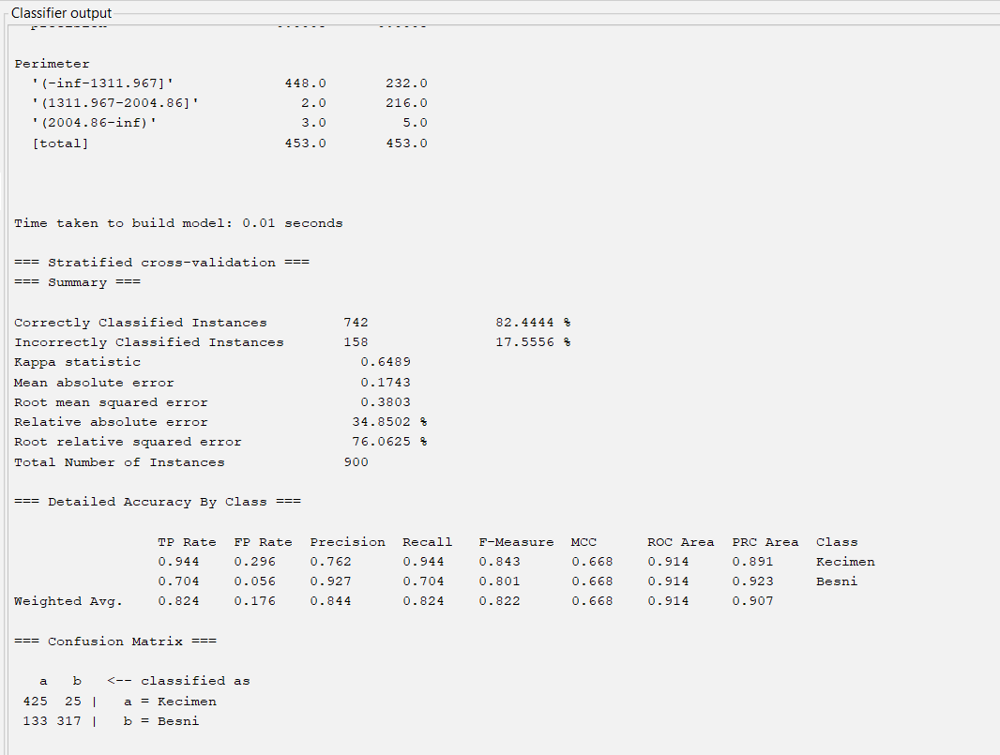 Classifier output
Perimeter
'(-inf-1311.967]' 448.0 232.0
'(1311.967-2004.86]' 2.0 216.0
'(2004.86-inf)' 3.0 5.0
[total] 453.0 453.0
Time taken to build model: 0.01 seconds
=== Stratified cross-validation ===
=== Summary ===
Correctly Classified Instances 742 82.4444 %
Incorrectly Classified Instances 158 17.5556 %
Kappa statistic 0.6489
Mean absolute error 0.1743
Root mean squared error 0.3803
Relative absolute error 34.8502 %
Root relative squared error 76.0625 %
Total Number of Instances 900
=== Detailed Accuracy By Class ===
TP Rate FP Rate Precision Recall F-Measure MCC ROC Area PRC Area Class
0.944 0.296 0.762 0.944 0.843 0.668 0.914 0.891 Kecimen
0.704 0.056 0.927 0.704 0.801 0.668 0.914 0.923 Besni
Weighted Avg. 0.824 0.176 0.844 0.824 0.822 0.668 0.914 0.907
=== Confusion Matrix ===
a b <-- classified as
425 25 | a = Kecimen
133 317 | b = Besni